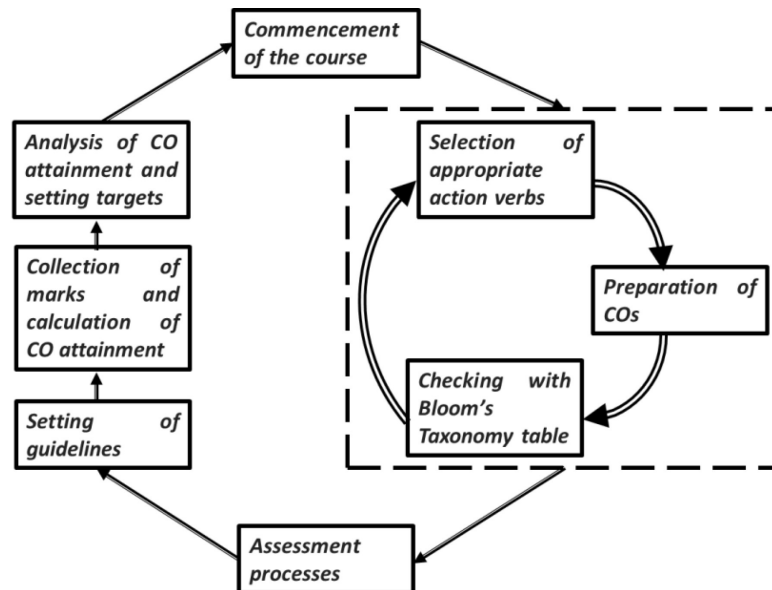 Commencement
of the course
Analysis of CO
attainment and
setting targets
Selection of
appropriate
action verbs
Collection of
marks and
calculation of
CO attainment
Preparation of
COs
Checking with
Bloom's
Taxonomy table
Setting of
guidelines
Assessment
processes